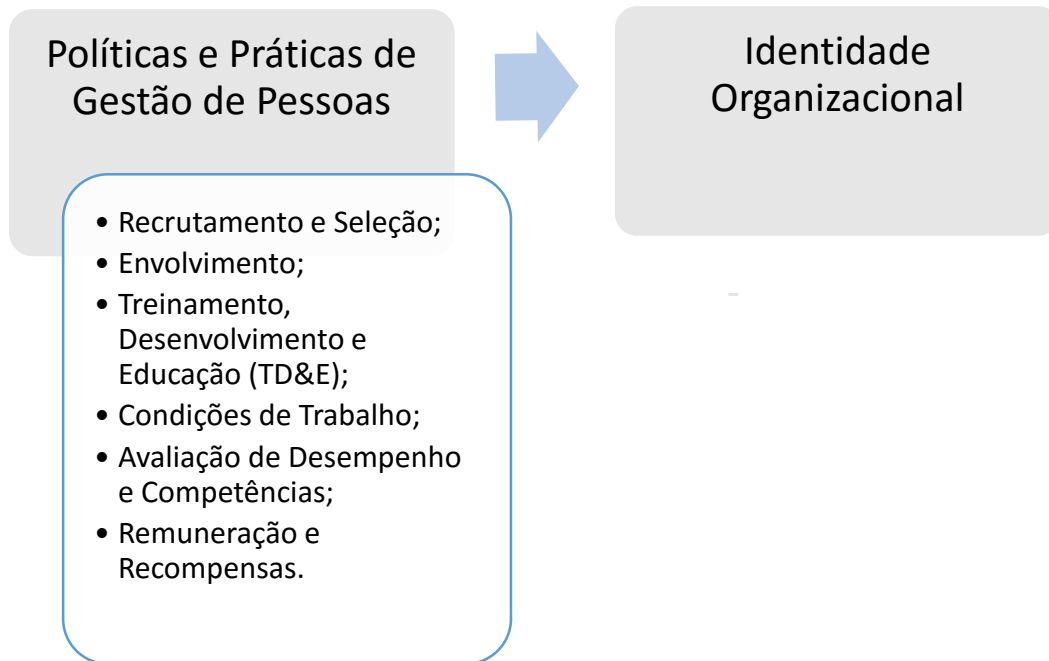 Políticas e Práticas de
Gestão de Pessoas
• Recrutamento e Seleção;
• Envolvimento;
• Treinamento,
Desenvolvimento e
Educação (TD&E);
• Condições de Trabalho;
• Avaliação de Desempenho
e Competências;
• Remuneração e
Recompensas.
Identidade
Organizacional